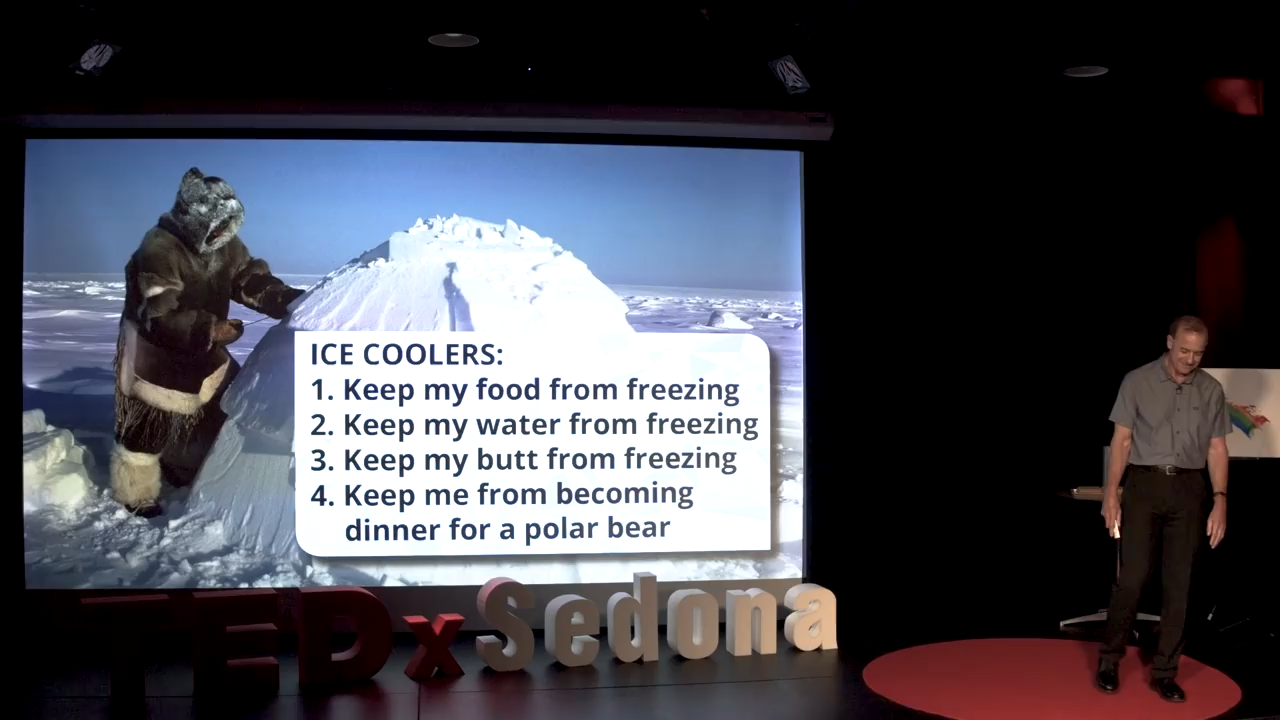 ICE COOLERS:
1. Keep my food from freezing
2. Keep my water from freezing
3. Keep my butt from freezing
4. Keep me from becoming
dinner for a polar bear
TEDxSedona